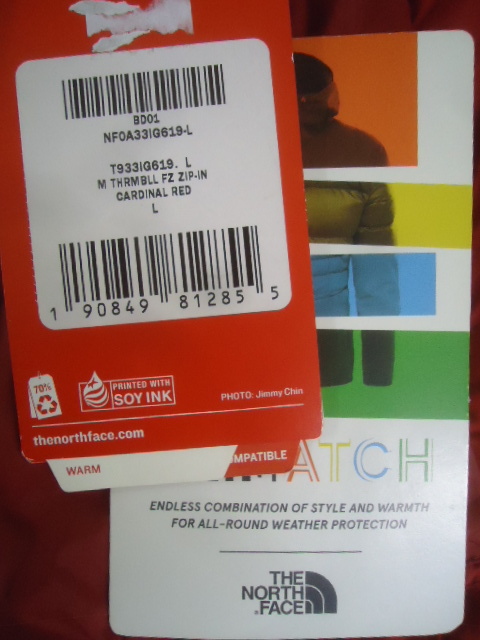 BD01
NF0A33IG619-L
T933IG619. L
M THRMBLL FZ ZIP-IN
CARDINAL RED
L
1 90849 81285 5
70%
PRINTED WITH
SOY INK
PHOTO: Jimmy Chin
thenorthface.com
WARM
OMPATIBLE
ATCH
ENDLESS COMBINATION OF STYLE AND WARMTH
FOR ALL-ROUND WEATHER PROTECTION
THE
NORTH
FACE